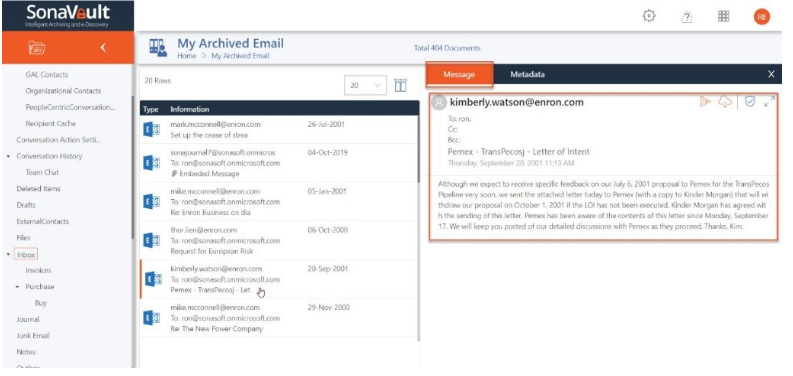 SonaVault
Intelligent Archiving and e-Discovery
RB
GAL Contacts
Organizational Contacts
PeopleCentricConversation...
Recipient Cache
Conversation Action Setti...
Conversation History
Team Chat
Deleted Items
Drafts
ExternalContacts
Files
Inbox
Invoices
Purchase
Buy
Journal
Junk Email
Notes
Outbox
My Archived Email
Home > My Archived Email
Total 404 Documents
20 Rows
20
Type Information
mark.mcconnell@enron.com 26-Jul-2001
Set up the cease of strea
sonajournal7@sonasoft.onmicros 04-Oct-2019
To: ron@sonasoft.onmicrosoft.com
Embeded Message
mike.mcconnell@enron.com 05-Jan-2001
To: ron@sonasoft.onmicrosoft.com
Re: Enron Business on dia
thor.lien@enron.com 06-Oct-2000
To: ron@sonasoft.onmicrosoft.com
Request for European Risk
kimberly.watson@enron.com 20-Sep-2001
To: ron@sonasoft.onmicrosoft.com
Pemex - TransPecosj - Let
mike.mcconnell@enron.com 29-Nov-2000
To: ron@sonasoft.onmicrosoft.com
Re: The New Power Company
Message Metadata X
kimberly.watson@enron.com
To: ron,
Cc:
Bcc:
Pemex - TransPecosj - Letter of Intent
Thursday, September 20, 2001 11:13 AM
Although we expect to receive specific feedback on our July 6, 2001 proposal to Pemex for the TransPecos
Pipeline very soon, we sent the attached letter today to Pemex (with a copy to Kinder Morgan) that will wi
thdraw our proposal on October 1, 2001 if the LOI has not been executed. Kinder Morgan has agreed wit
h the sending of this letter. Pemex has been aware of the contents of this letter since Monday, September
17. We will keep you posted of our detailed discussions with Pemex as they proceed. Thanks, Kim.